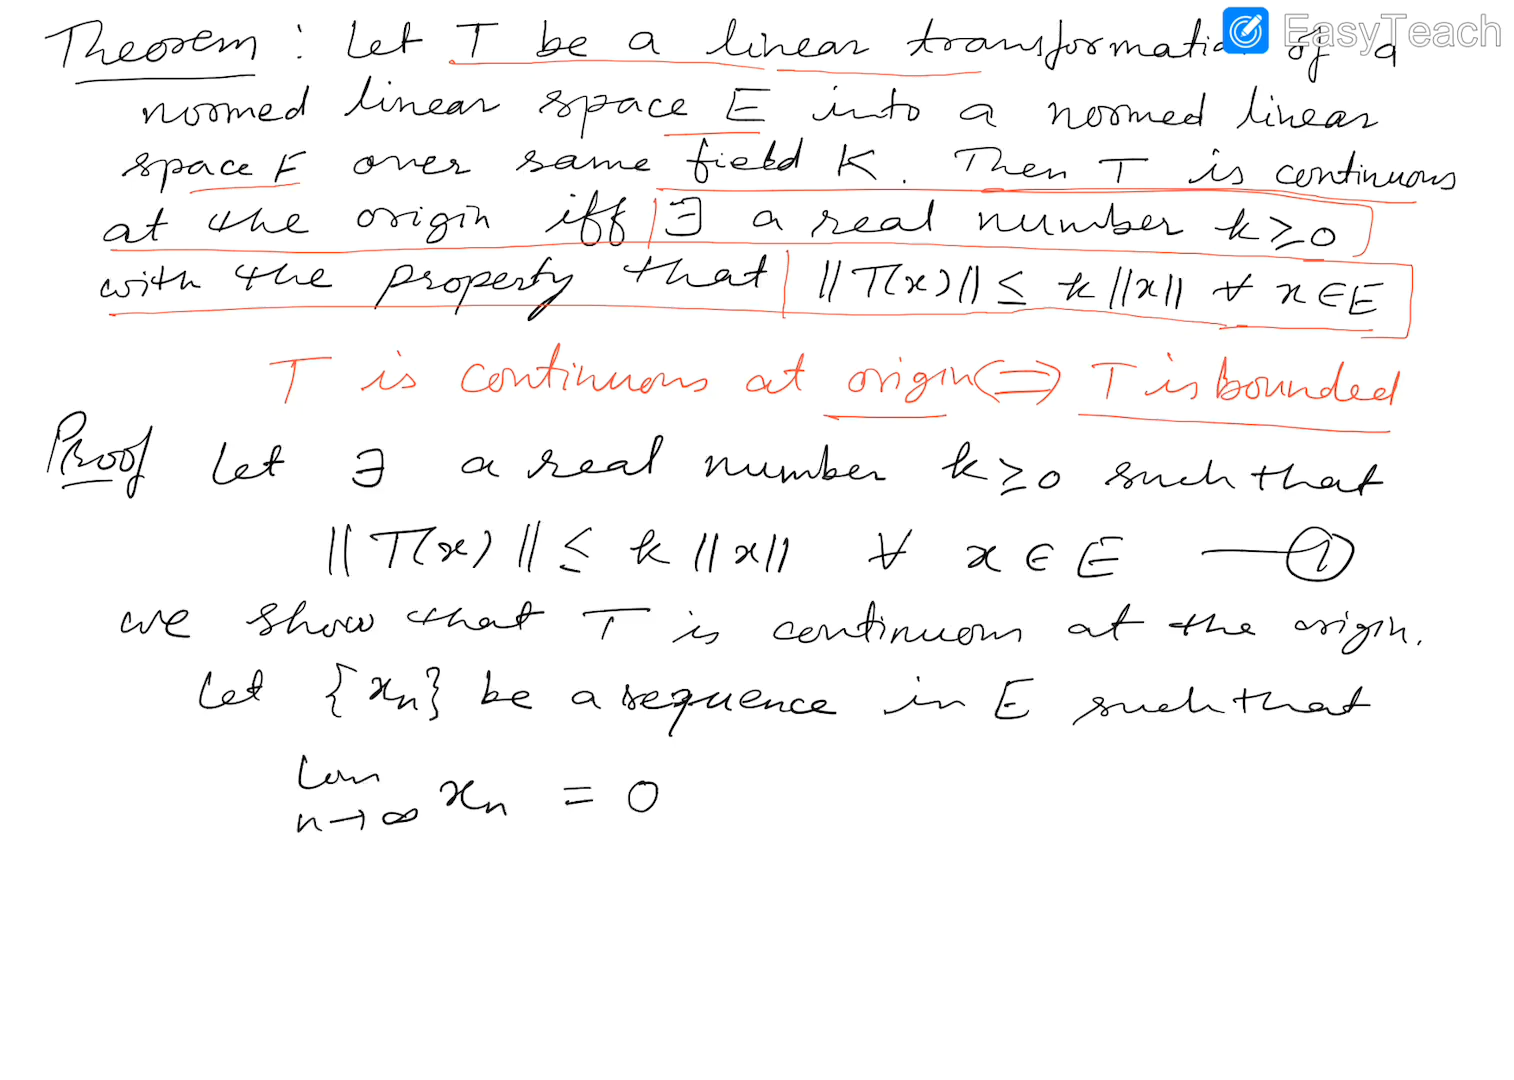 Theorem: Let T be a linear transformatio of a
EasyTeach
normed linear space E into a normed linear
space F over same field K. Then T is continuous
at the origin iff ∃ a real number k≥0
with the property that ||T(x)|| ≤ k||x|| ∀ x∈E
T is continuous at origin ⟺ T is bounded
Proof Let ∃ a real number k≥0 such that
||T(x)|| ≤ k||x|| ∀ x∈E —①
we show that T is continuous at the origin.
Let {xₙ} be a sequence in E such that
lim n→∞ xₙ = 0